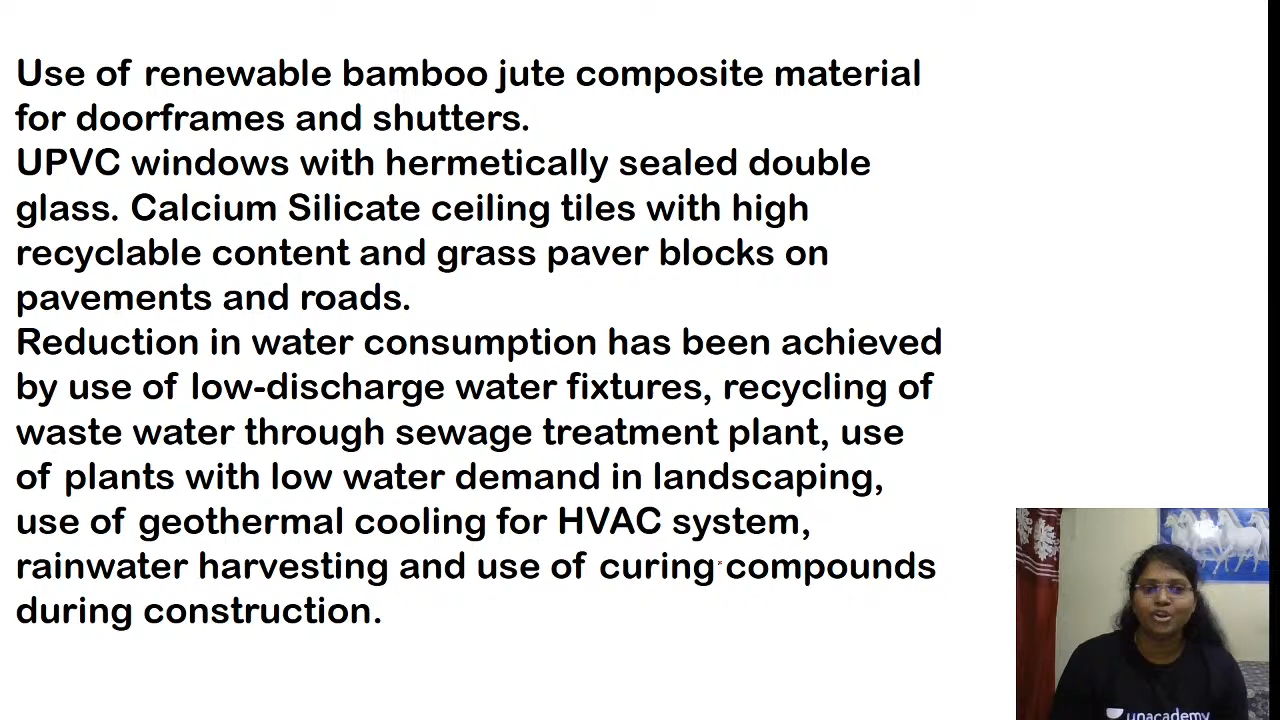 Use of renewable bamboo jute composite material
for doorframes and shutters.
UPVC windows with hermetically sealed double
glass. Calcium Silicate ceiling tiles with high
recyclable content and grass paver blocks on
pavements and roads.
Reduction in water consumption has been achieved
by use of low-discharge water fixtures, recycling of
waste water through sewage treatment plant, use
of plants with low water demand in landscaping,
use of geothermal cooling for HVAC system,
rainwater harvesting and use of curing compounds
during construction.
unacademy